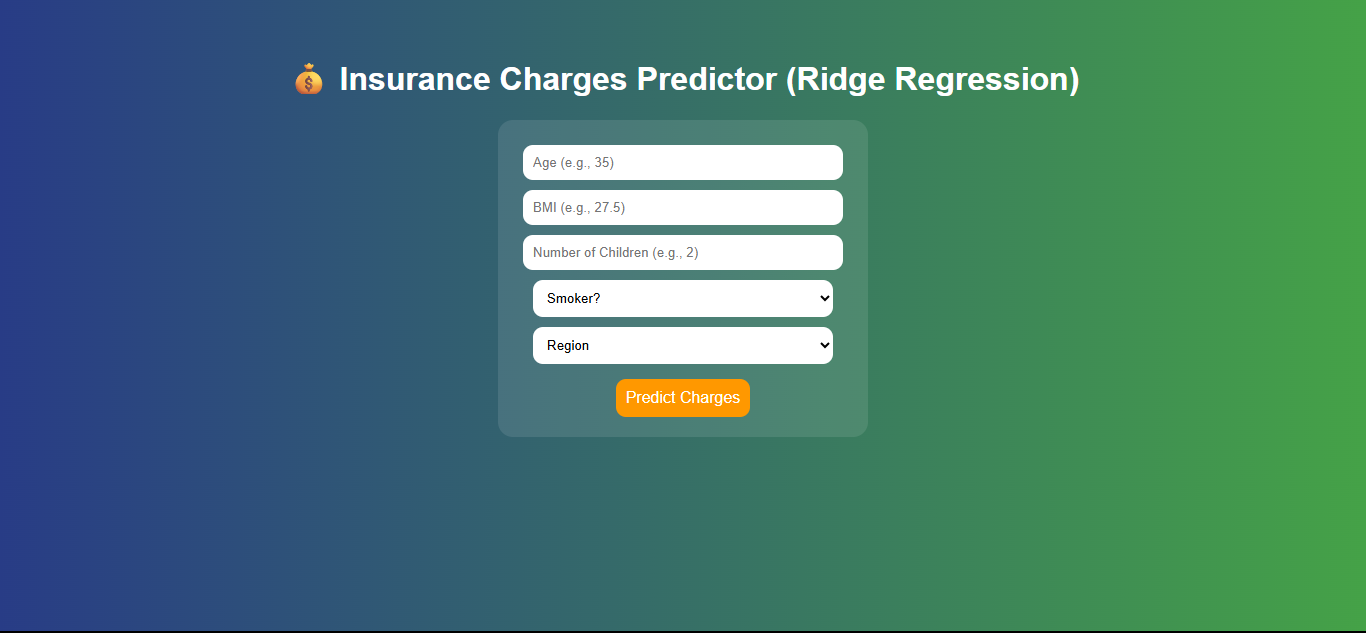 💰 Insurance Charges Predictor (Ridge Regression)
Age (e.g., 35)
BMI (e.g., 27.5)
Number of Children (e.g., 2)
Smoker?
Region
Predict Charges